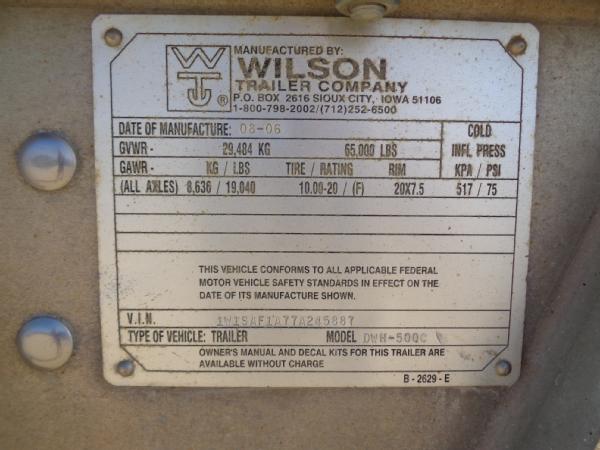 MANUFACTURED BY:
WILSON
TRAILER COMPANY
P.O. BOX 2616 SIOUX CITY, IOWA 51106
1-800-798-2002/(712)252-6500
®
DATE OF MANUFACTURE: 08-06 COLD
GVWR - 29,484 KG 65,000 LBS INFL PRESS
GAWR - KG / LBS TIRE / RATING RIM KPA / PSI
(ALL AXLES) 8,636 / 19,040 10.00-20 / (F) 20X7.5 517 / 75
THIS VEHICLE CONFORMS TO ALL APPLICABLE FEDERAL
MOTOR VEHICLE SAFETY STANDARDS IN EFFECT ON THE
DATE OF ITS MANUFACTURE SHOWN.
V.I.N. 1W1SAF1A77A245887
TYPE OF VEHICLE: TRAILER MODEL DWH-500C
OWNER'S MANUAL AND DECAL KITS FOR THIS TRAILER ARE
AVAILABLE WITHOUT CHARGE
B - 2629 - E